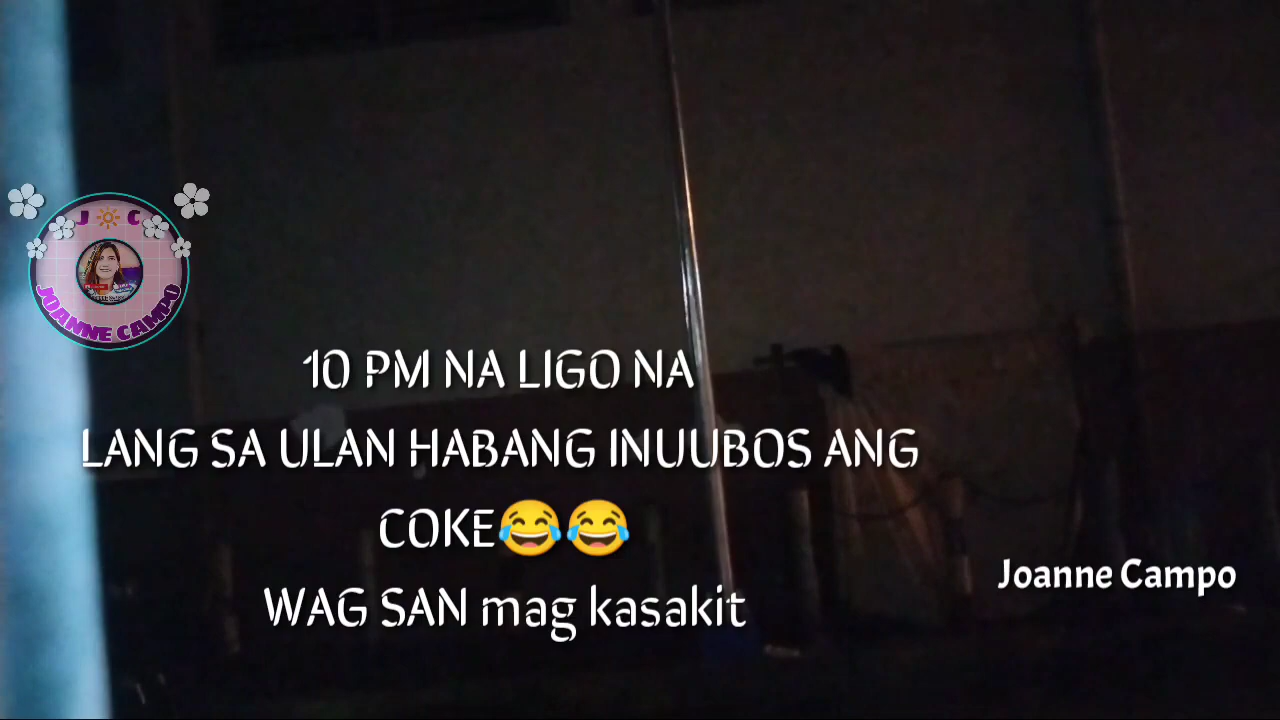 J C
JOANNE CAMPO
10 PM NA LIGO NA
LANG SA ULAN HABANG INUUBOS ANG
COKE😂😂
WAG SAN mag kasakit
Joanne Campo